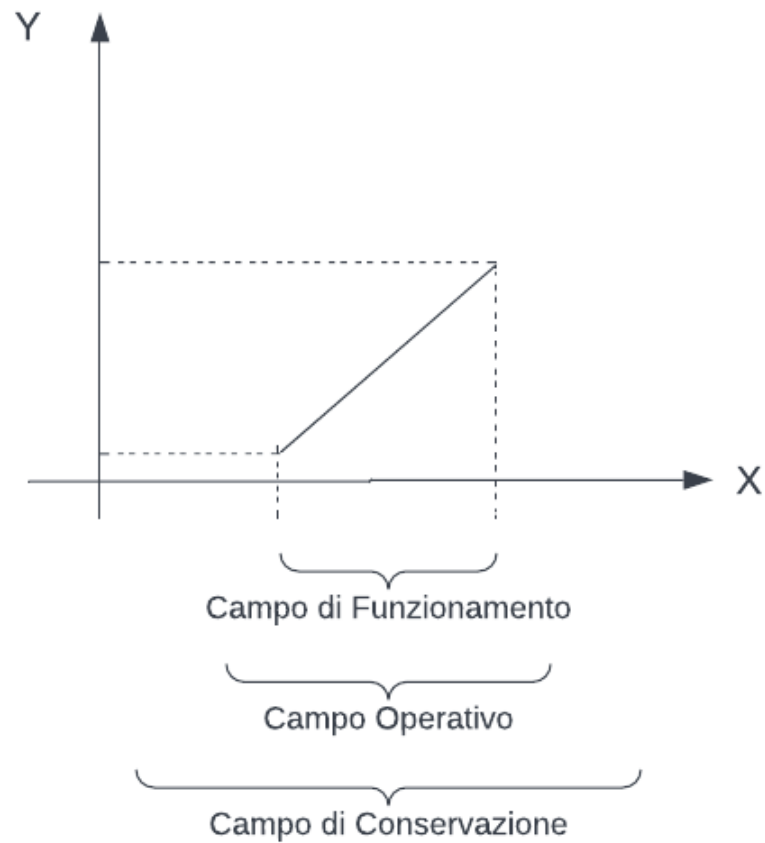 Y
X
Campo di Funzionamento
Campo Operativo
Campo di Conservazione